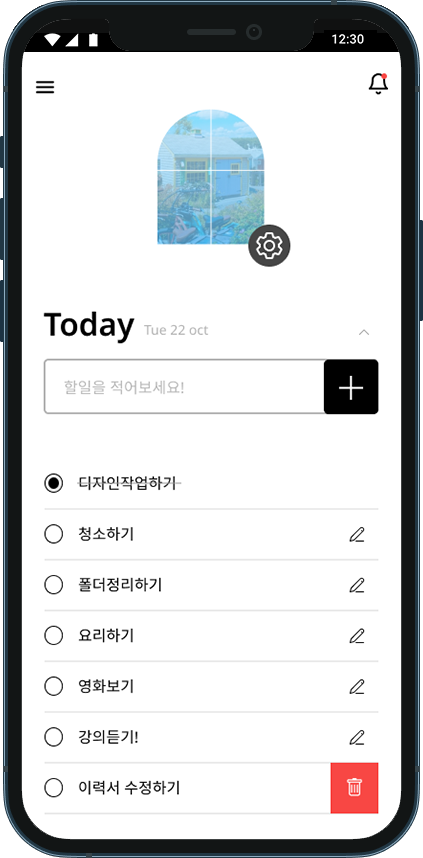 12:30
Today Tue 22 oct
할일을 적어보세요!
디자인작업하기
청소하기
폴더정리하기
요리하기
영화보기
강의듣기!
이력서 수정하기